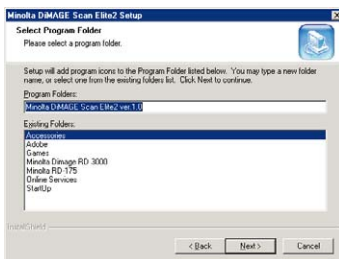 Minolta DiMAGE Scan Elite2 Setup
Select Program Folder
Please select a program folder.
Setup will add program icons to the Program Folder listed below. You may type a new folder
name, or select one from the existing folders list. Click Next to continue.
Program Folders:
Minolta DiMAGE Scan Elite2 ver.1.0
Existing Folders:
Accessories
Adobe
Games
Minolta Dimage RD 3000
Minolta RD-175
Online Services
StartUp
InstallShield
< Back
Next >
Cancel